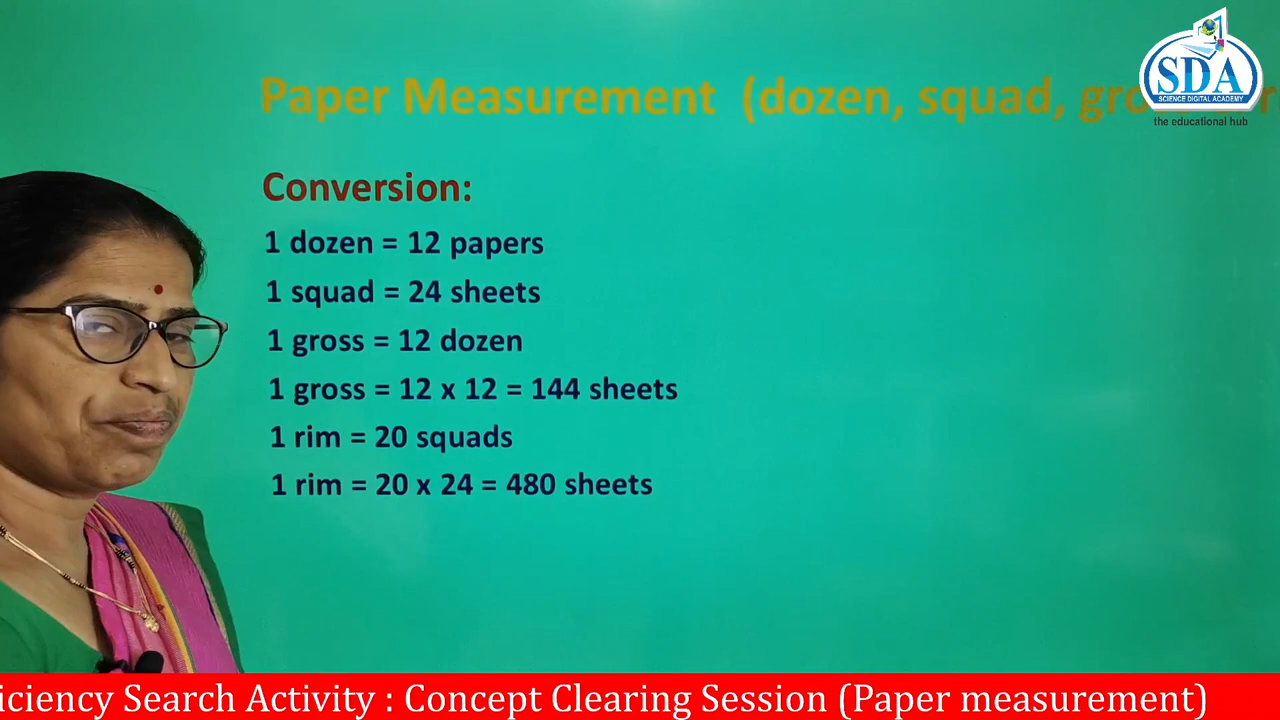 SDA
SCIENCE DIGITAL ACADEMY
the educational hub
Paper Measurement (dozen, squad,
Conversion:
1 dozen = 12 papers
1 squad = 24 sheets
1 gross = 12 dozen
1 gross = 12 x 12 = 144 sheets
1 rim = 20 squads
1 rim = 20 x 24 = 480 sheets
iciency Search Activity : Concept Clearing Session (Paper measurement)